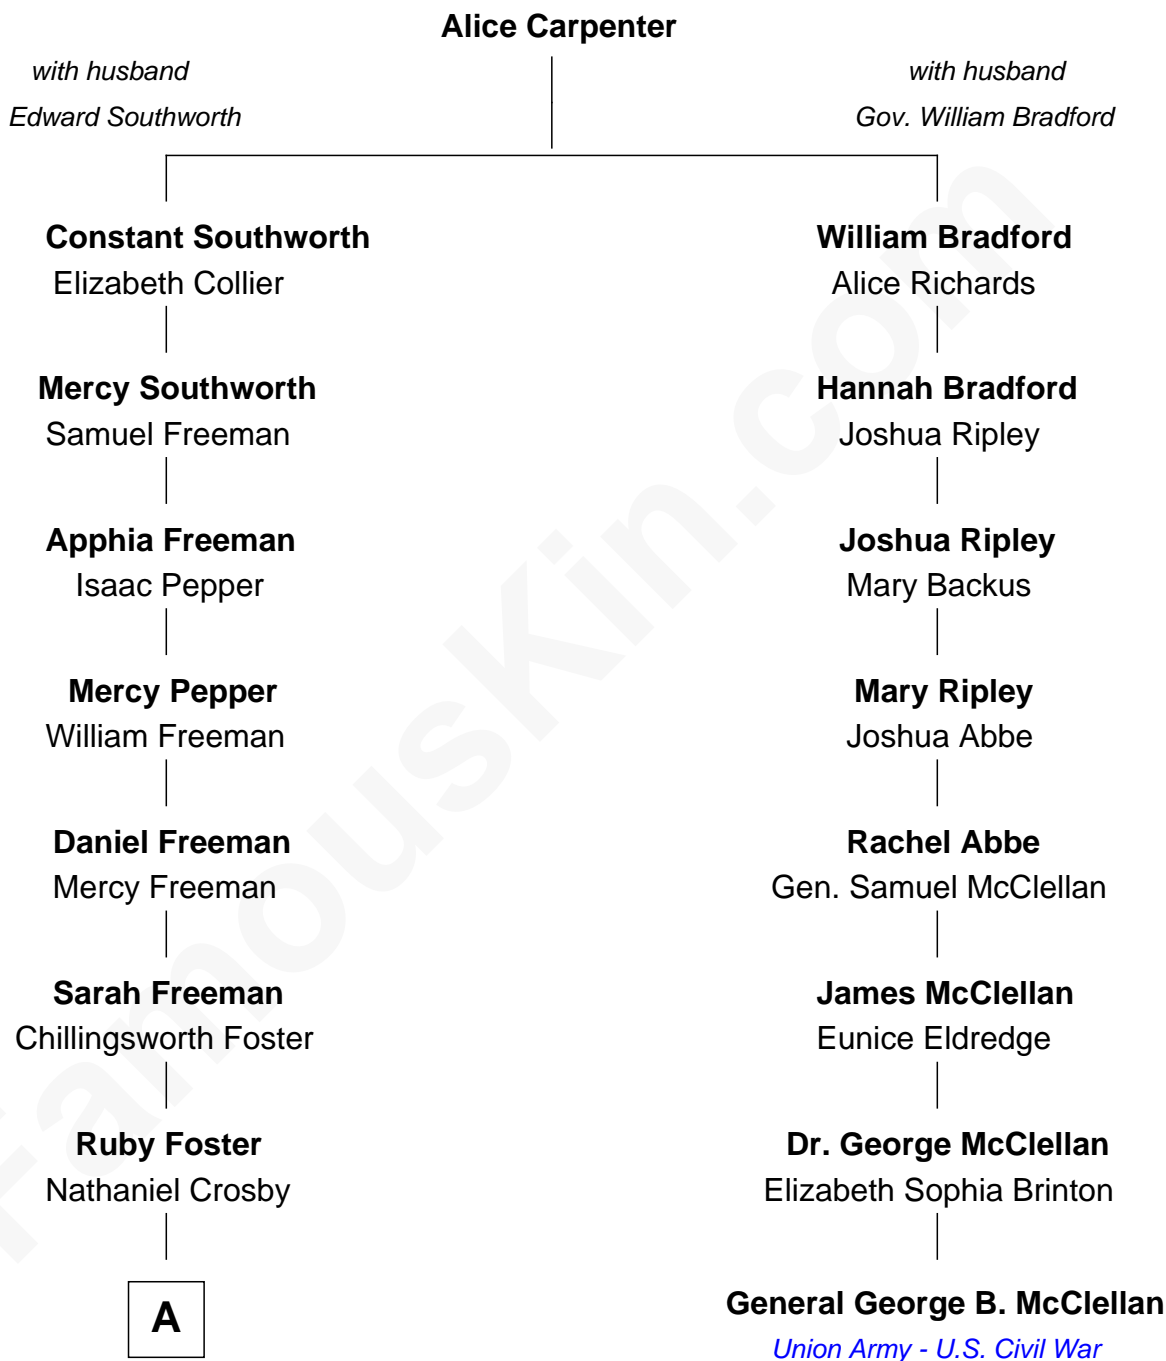 Alice Carpenter
with husband
Edward Southworth
with husband
Gov. William Bradford
Constant Southworth
Elizabeth Collier
William Bradford
Alice Richards
Mercy Southworth
Samuel Freeman
Hannah Bradford
Joshua Ripley
Apphia Freeman
Isaac Pepper
Joshua Ripley
Mary Backus
Mercy Pepper
William Freeman
Mary Ripley
Joshua Abbe
Daniel Freeman
Mercy Freeman
Rachel Abbe
Gen. Samuel McClellan
Sarah Freeman
Chillingsworth Foster
James McClellan
Eunice Eldredge
Ruby Foster
Nathaniel Crosby
Dr. George McClellan
Elizabeth Sophia Brinton
A
General George B. McClellan
Union Army - U.S. Civil War
FamousKin.com